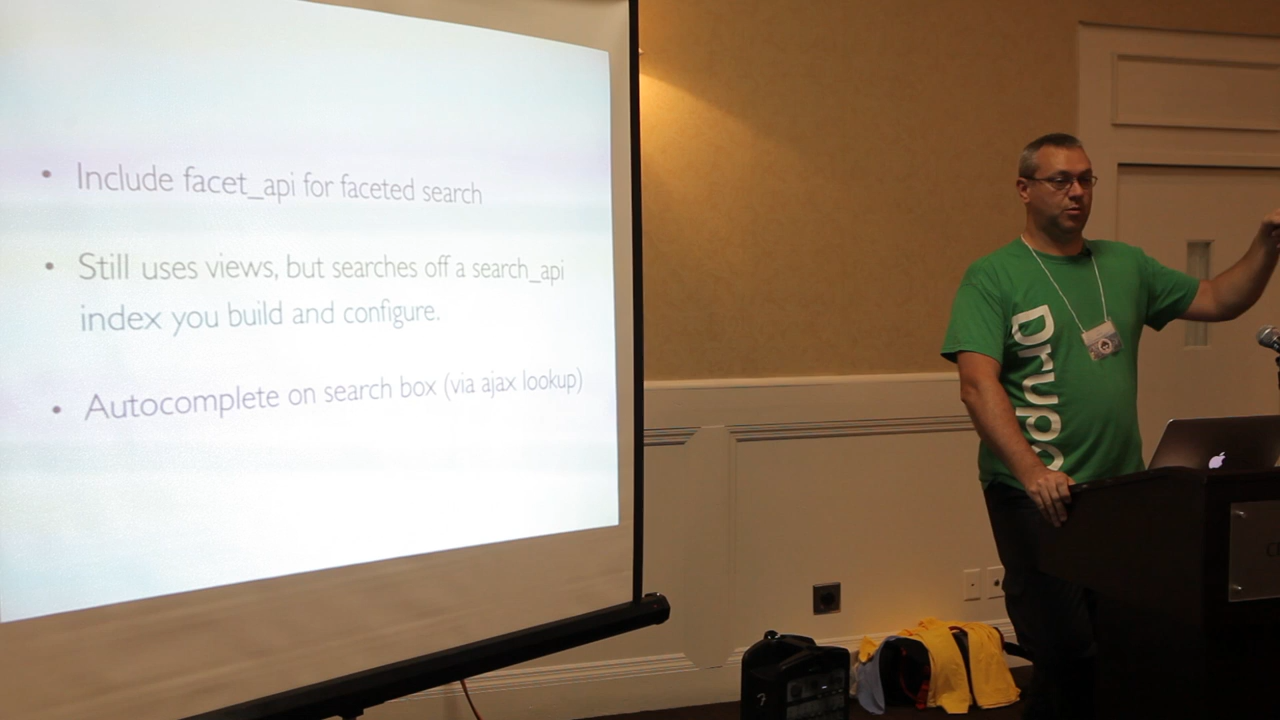 • Include facet_api for faceted search
• Still uses views, but searches off a search_api
index you build and configure.
• Autocomplete on search box (via ajax lookup)
Drupa